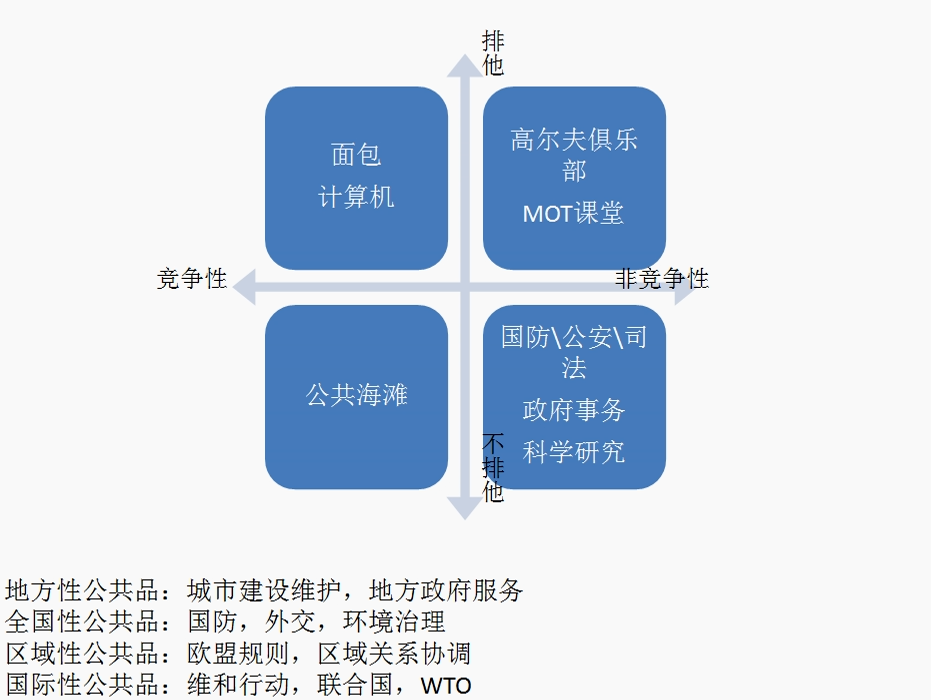 排他
面包
计算机
高尔夫俱乐
部
MOT课堂
竞争性
非竞争性
公共海滩
国防\公安\司
法
政府事务
科学研究
不排他
地方性公共品：城市建设维护，地方政府服务
全国性公共品：国防，外交，环境治理
区域性公共品：欧盟规则，区域关系协调
国际性公共品：维和行动，联合国，WTO